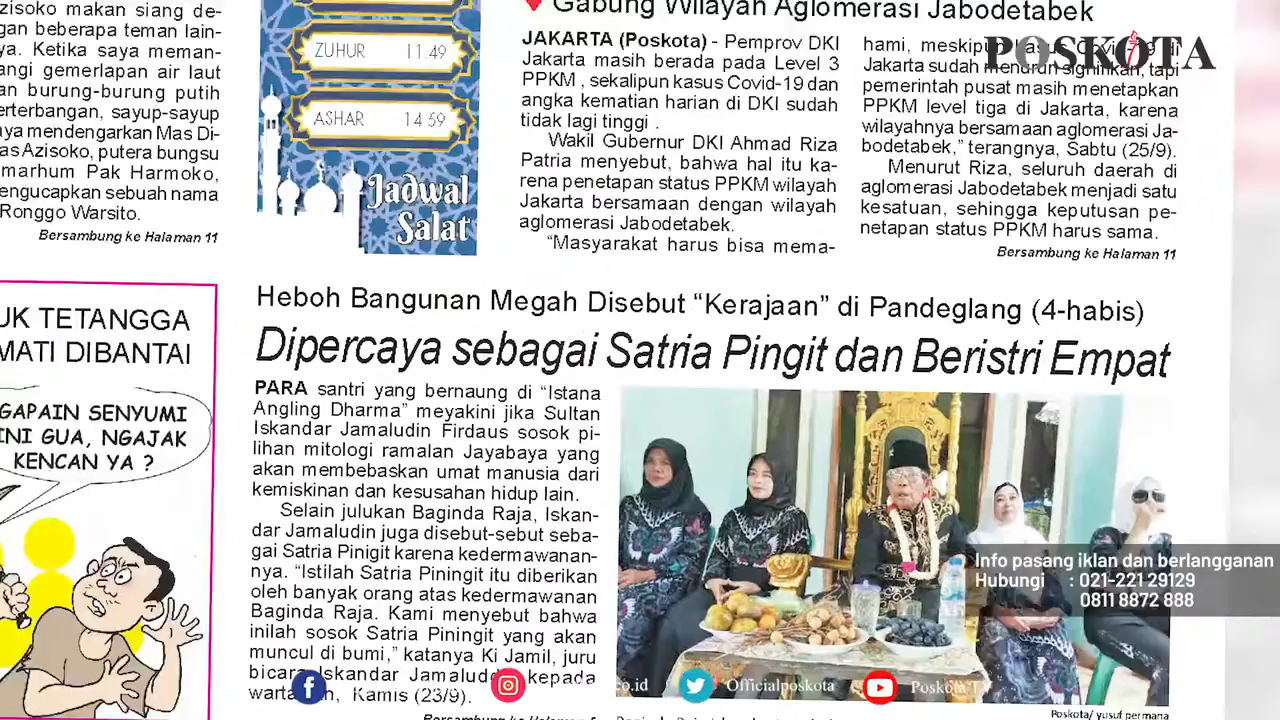 zisoko makan siang de-
gan beberapa teman lain-
ya. Ketika saya meman-
angi gemerlapan air laut
an burung-burung putih
erterbangan, sayup-sayup
aya mendengarkan Mas Di-
as Azisoko, putera bungsu
marhum Pak Harmoko,
engucapkan sebuah nama
Ronggo Warsito.
Bersambung ke Halaman 11
ZUHUR 11.49
ASHAR 14 59
Jadwal
Salat
Gabung Wilayah Aglomerasi Jabodetabek
JAKARTA (Poskota) - Pemprov DKI
Jakarta masih berada pada Level 3
PPKM , sekalipun kasus Covid-19 dan
angka kematian harian di DKI sudah
tidak lagi tinggi .
Wakil Gubernur DKI Ahmad Riza
Patria menyebut, bahwa hal itu ka-
rena penetapan status PPKM wilayah
Jakarta bersamaan dengan wilayah
aglomerasi Jabodetabek.
"Masyarakat harus bisa mema-
hami, meskipun kasus Covid-19 di
Jakarta sudah menurun signifikan, tapi
pemerintah pusat masih menetapkan
PPKM level tiga di Jakarta, karena
wilayahnya bersamaan aglomerasi Ja-
bodetabek," terangnya, Sabtu (25/9).
Menurut Riza, seluruh daerah di
aglomerasi Jabodetabek menjadi satu
kesatuan, sehingga keputusan pe-
netapan status PPKM harus sama.
Bersambung ke Halaman 11
POSKOTA
UK TETANGGA
MATI DIBANTAI
GAPAIN SENYUMI
INI GUA, NGAJAK
KENCAN YA ?
Heboh Bangunan Megah Disebut "Kerajaan" di Pandeglang (4-habis)
Dipercaya sebagai Satria Pingit dan Beristri Empat
PARA santri yang bernaung di "Istana
Angling Dharma" meyakini jika Sultan
Iskandar Jamaludin Firdaus sosok pi-
lihan mitologi ramalan Jayabaya yang
akan membebaskan umat manusia dari
kemiskinan dan kesusahan hidup lain.
Selain julukan Baginda Raja, Iskan-
dar Jamaludin juga disebut-sebut seba-
gai Satria Pinigit karena kedermawanan-
nya. "Istilah Satria Piningit itu diberikan
oleh banyak orang atas kedermawanan
Baginda Raja. Kami menyebut bahwa
inilah sosok Satria Piningit yang akan
muncul di bumi," katanya Ki Jamil, juru
bicara Iskandar Jamaludin kepada
wartawan, Kamis (23/9).
Poskota/ yusuf permana
Info pasang iklan dan berlangganan
Hubungi : 021-221 29129
0811 8872 888
co.id
Officialposkota
Poskota TV